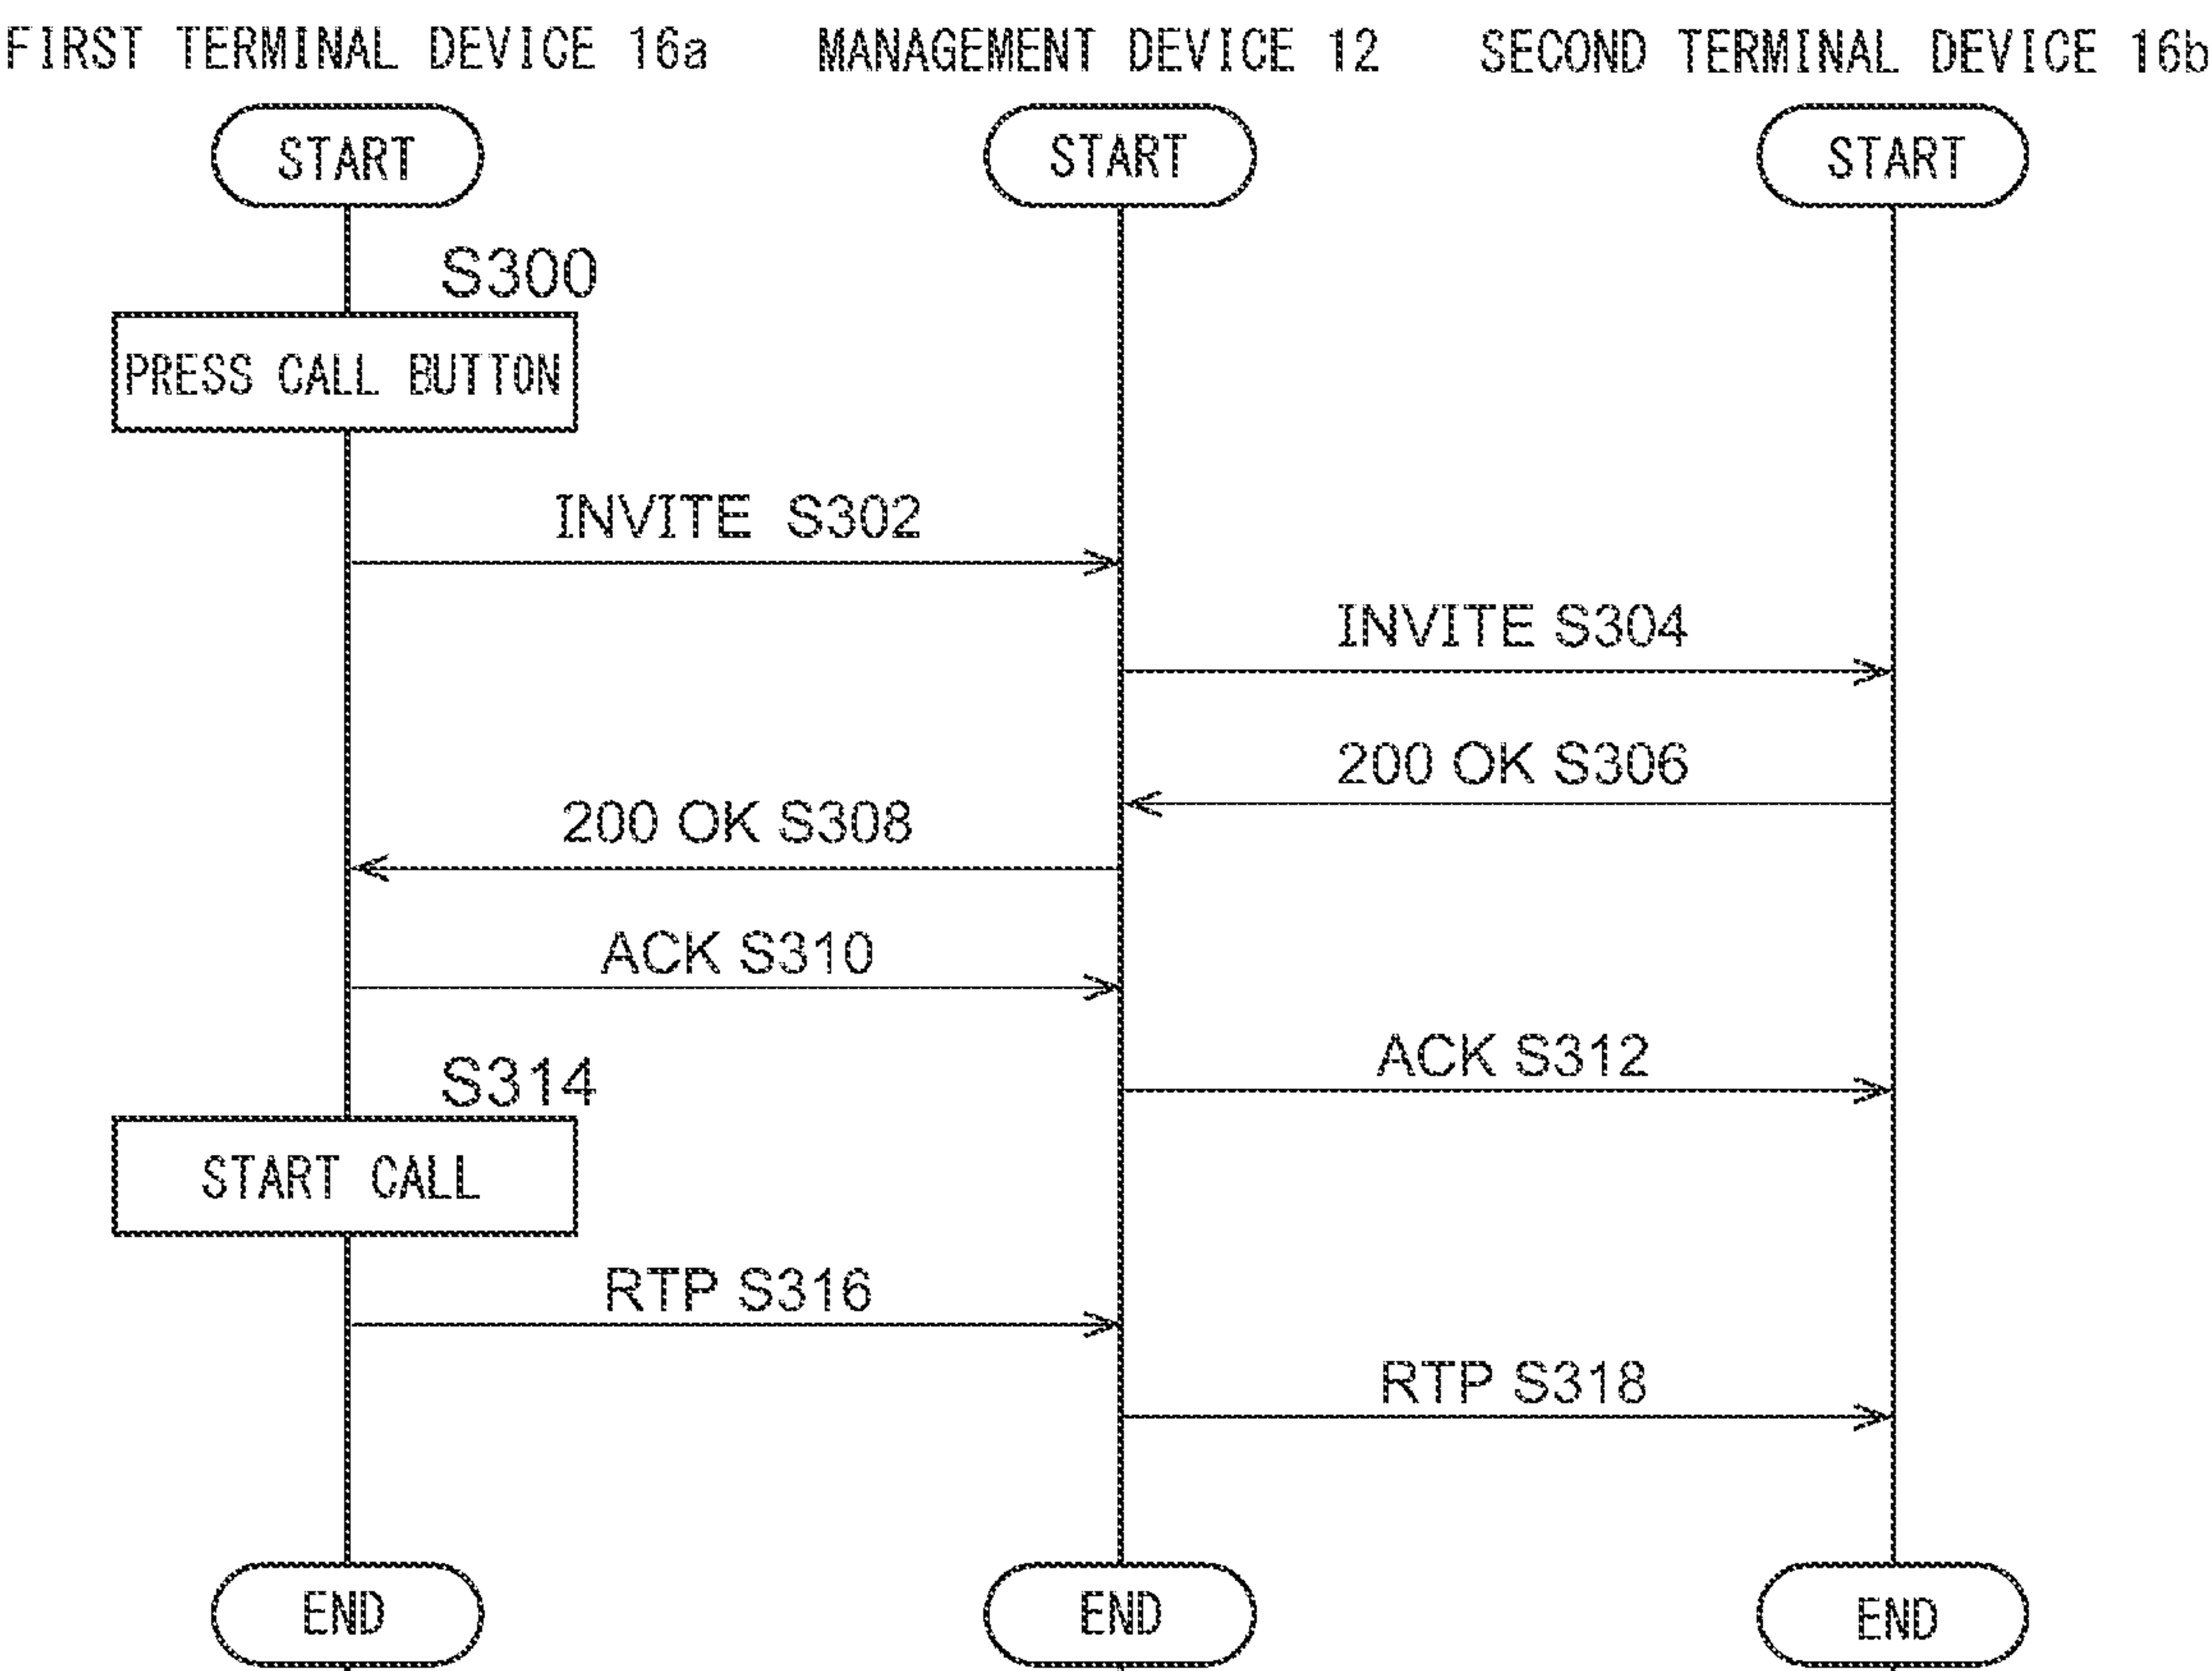 FIRST TERMINAL DEVICE 16a MANAGEMENT DEVICE 12 SECOND TERMINAL DEVICE 16b
START START START
S300
PRESS CALL BUTTON
INVITE S302
INVITE S304
200 OK S306
200 OK S308
ACK S310
ACK S312
S314
START CALL
RTP S316
RTP S318
END END END